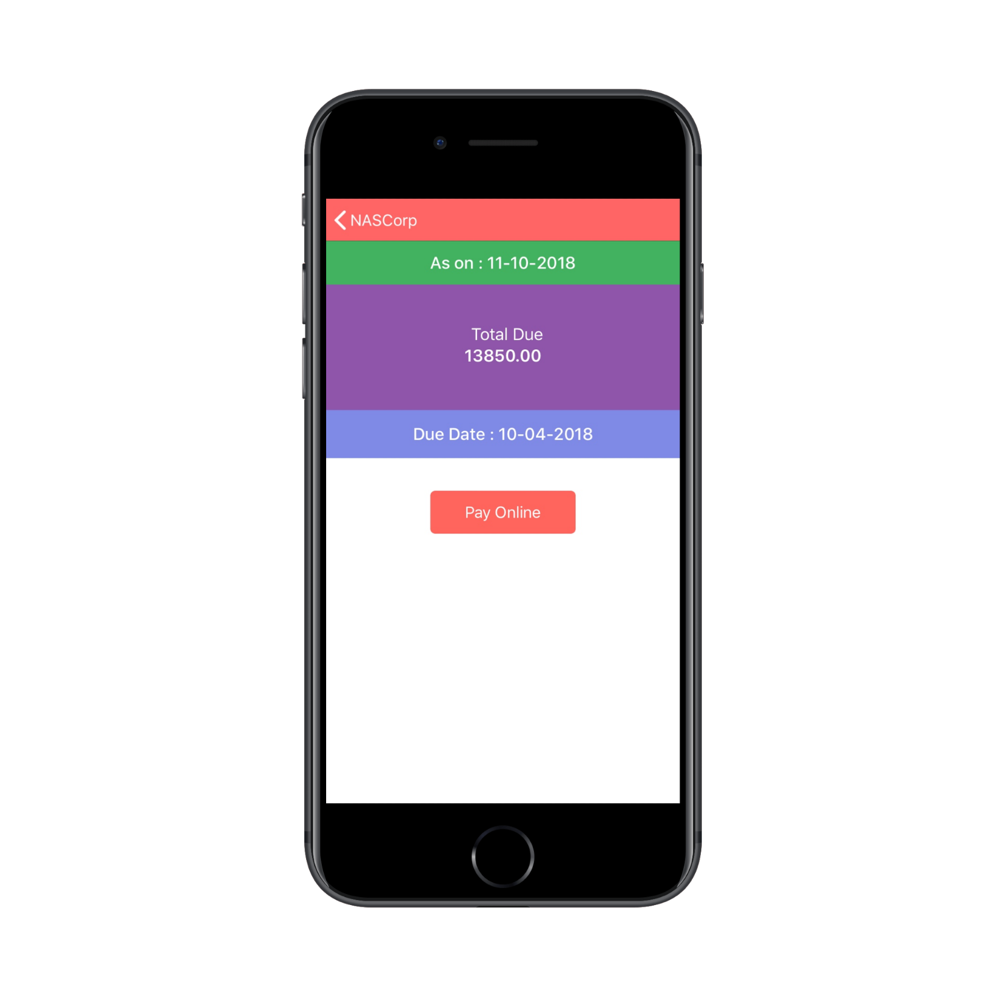 NASCorp
As on : 11-10-2018
Total Due
13850.00
Due Date : 10-04-2018
Pay Online